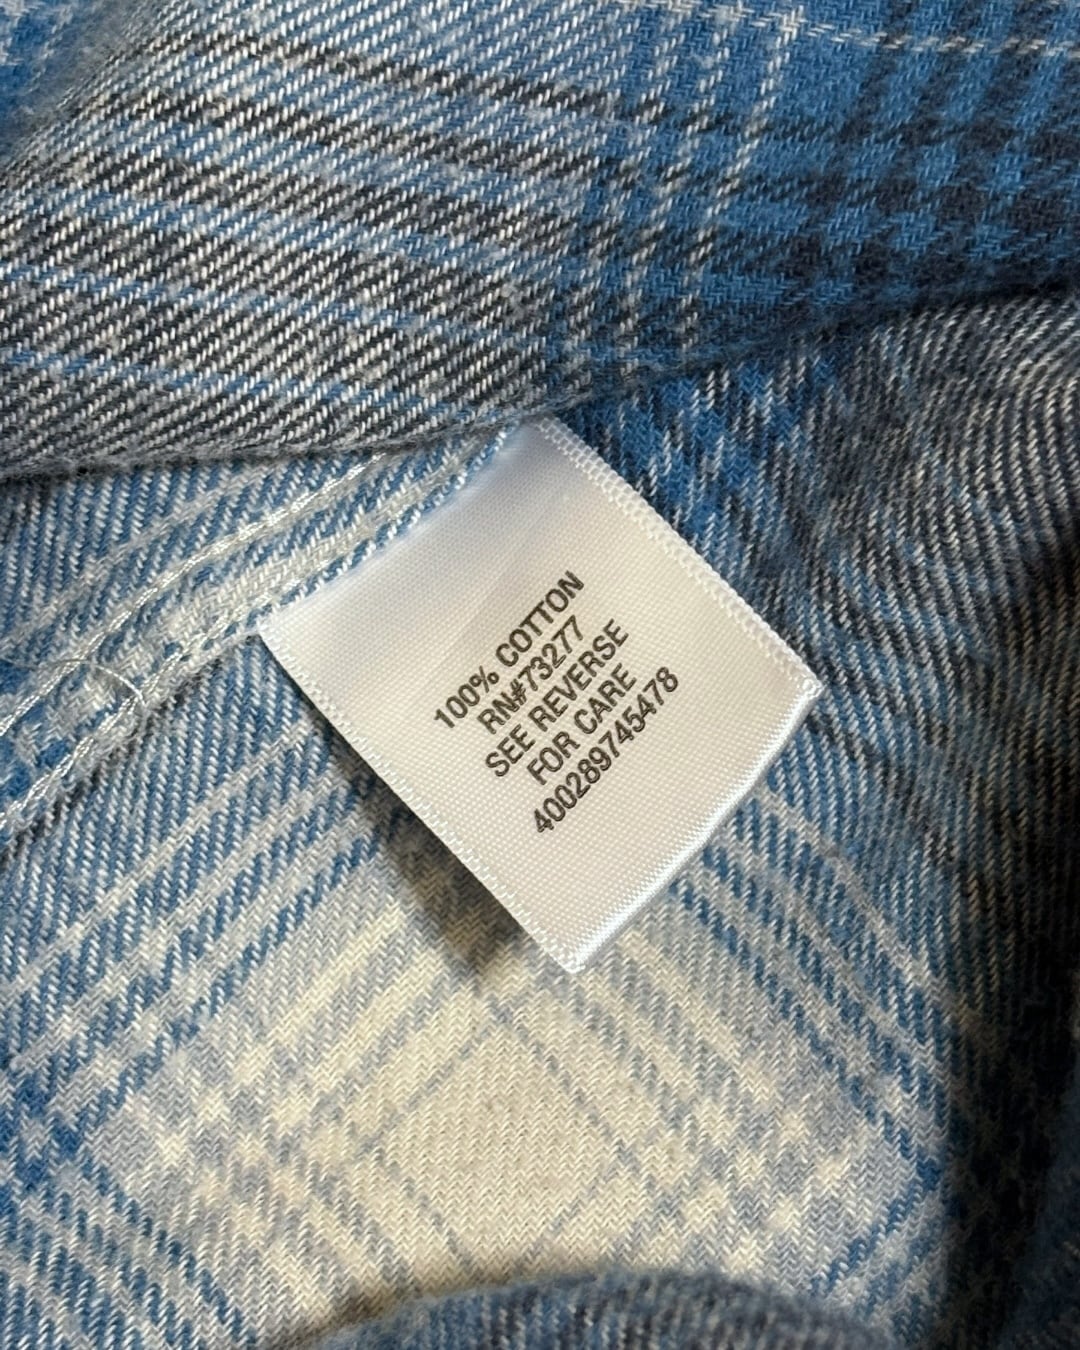 100% COTTON
RN#73277
SEE REVERSE
FOR CARE
400289745478